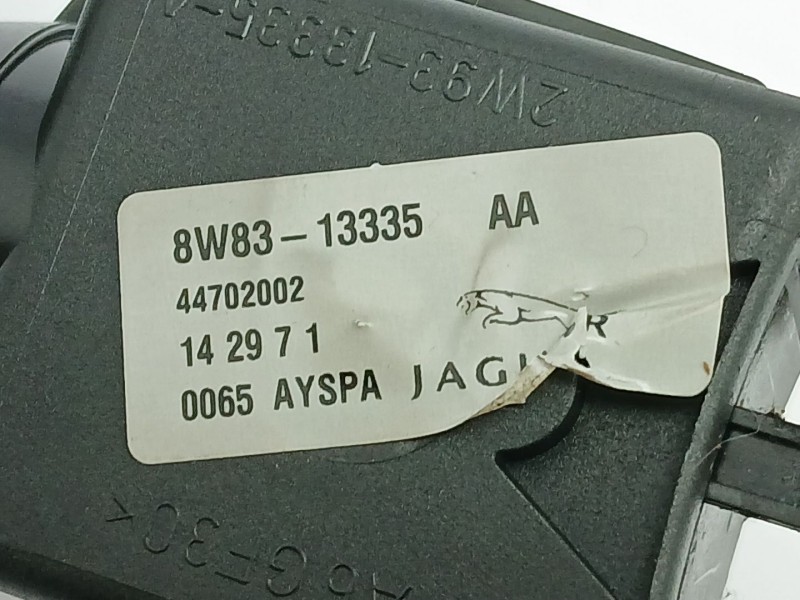 2W93-13335-A
8W83-13335 AA
44702002
14 29 7 1
0065 AYSPA